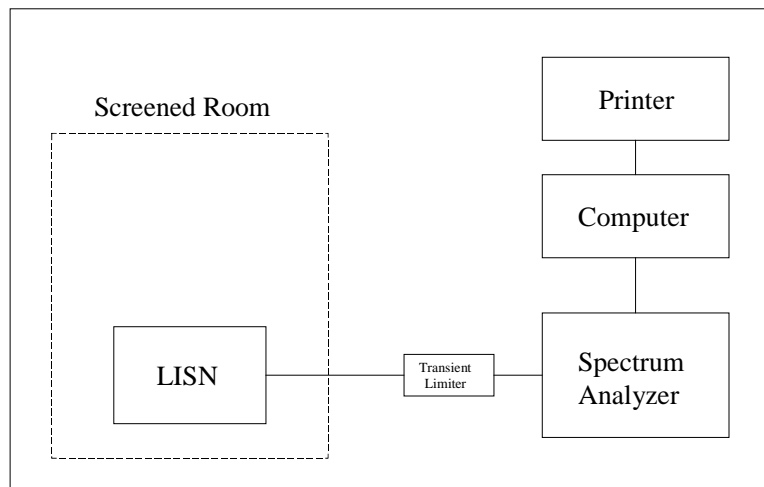 Screened Room
Printer
Computer
LISN
Transient
Limiter
Spectrum
Analyzer